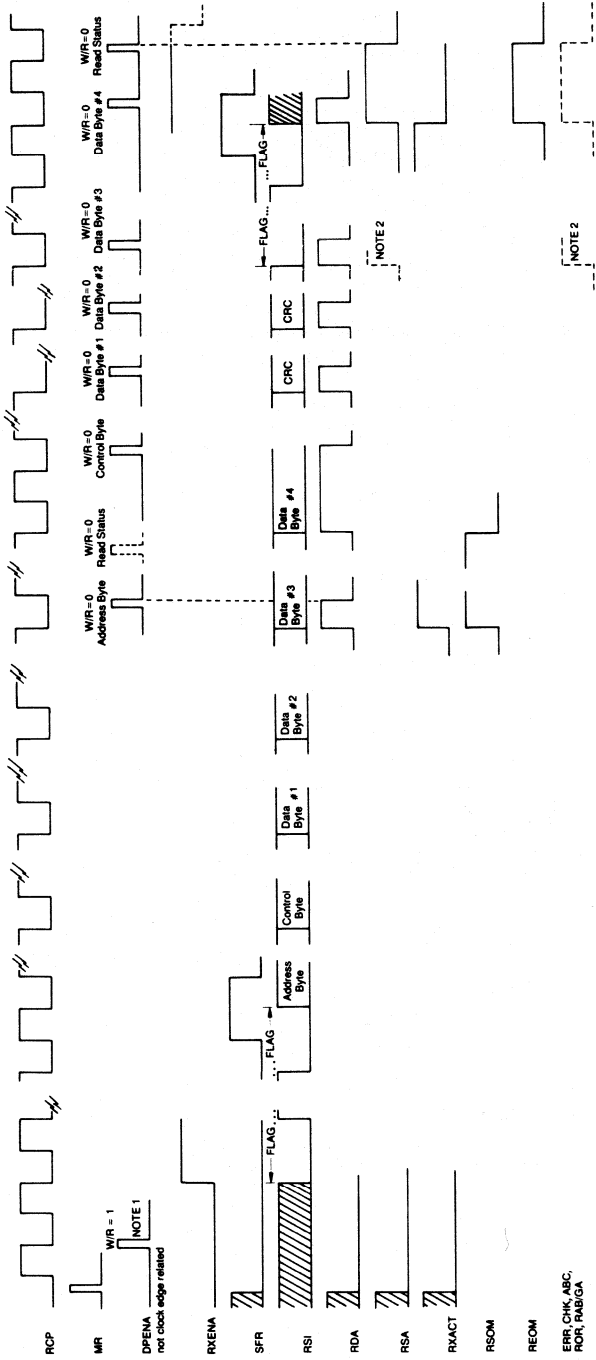 RCP
MR
W/R = 1
DPENA
NOTE 1
not clock edge related
W/R=0
Address Byte
W/R=0
Read Status
W/R=0
Control Byte
W/R=0
Data Byte #1
W/R=0
Data Byte #2
W/R=0
Data Byte #3
W/R=0
Data Byte #4
W/R=0
Read Status
RXENA
SFR
FLAG...
...FLAG
FLAG...
...FLAG
RSI
Address
Byte
Control
Byte
Data #1
Byte
Data #2
Byte
Data #3
Byte
Data #4
Byte
CRC
CRC
RDA
RSA
NOTE 2
RXACT
RSOM
REOM
ERR, CHK, ABC,
ROR, RAB/GA
NOTE 2